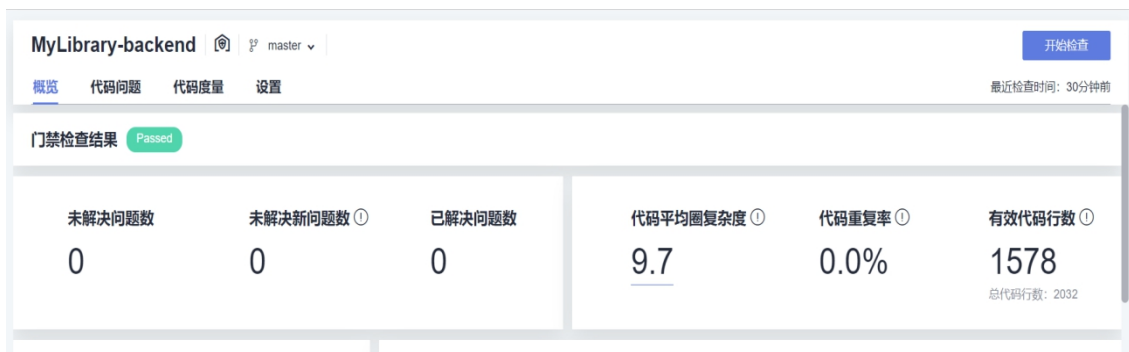 MyLibrary-backend master
开始检查
概览 代码问题 代码度量 设置
最近检查时间：30分钟前
门禁检查结果 Passed
未解决问题数 未解决新问题数 已解决问题数 代码平均圈复杂度 代码重复率 有效代码行数
0 0 0 9.7 0.0% 1578
总代码行数：2032